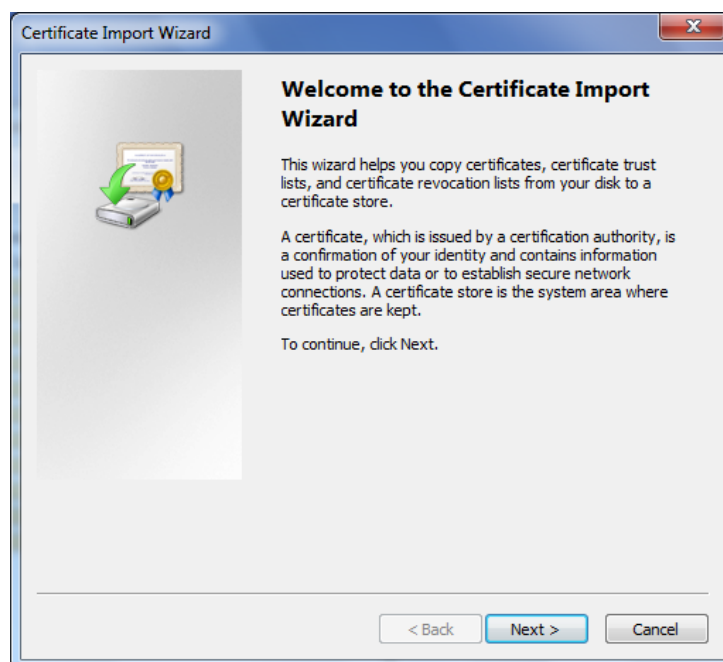 Certificate Import Wizard
Welcome to the Certificate Import
Wizard
This wizard helps you copy certificates, certificate trust
lists, and certificate revocation lists from your disk to a
certificate store.
A certificate, which is issued by a certification authority, is
a confirmation of your identity and contains information
used to protect data or to establish secure network
connections. A certificate store is the system area where
certificates are kept.
To continue, click Next.
< Back Next > Cancel